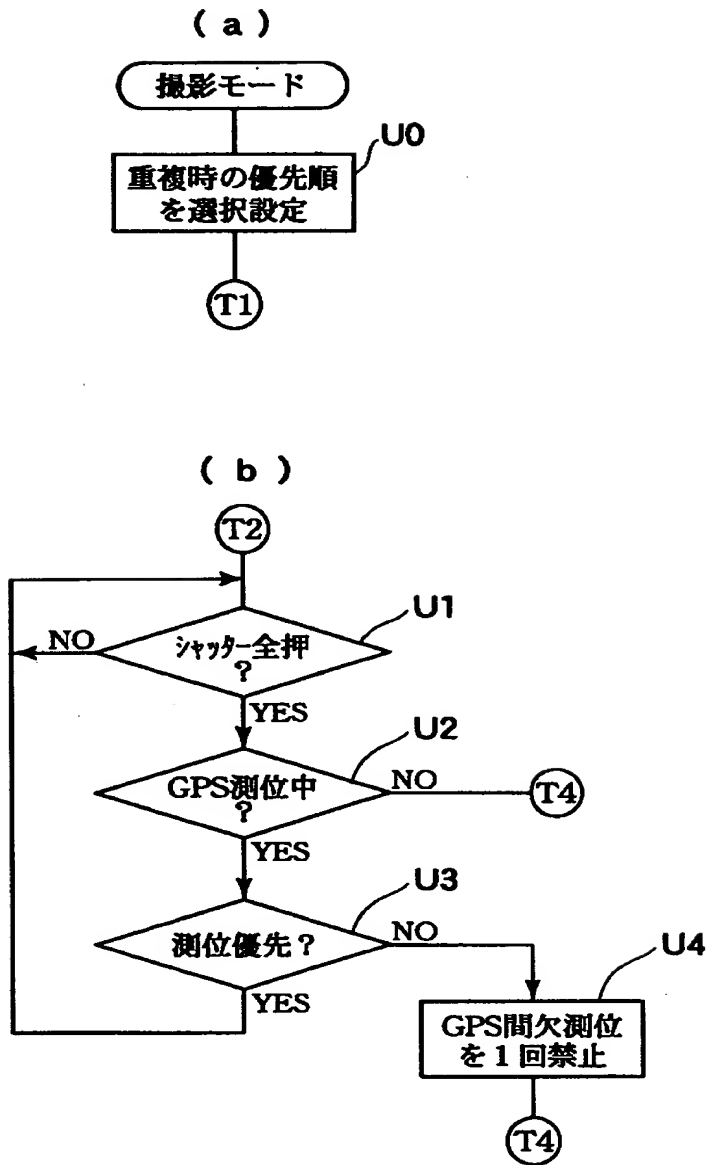 ( a )
撮影モード
U0
重複時の優先順
を選択設定
T1
( b )
T2
U1
NO
シャッター全押
?
YES
U2
GPS測位中
?
NO
T4
YES
U3
測位優先?
NO
U4
YES
GPS間欠測位
を1回禁止
T4